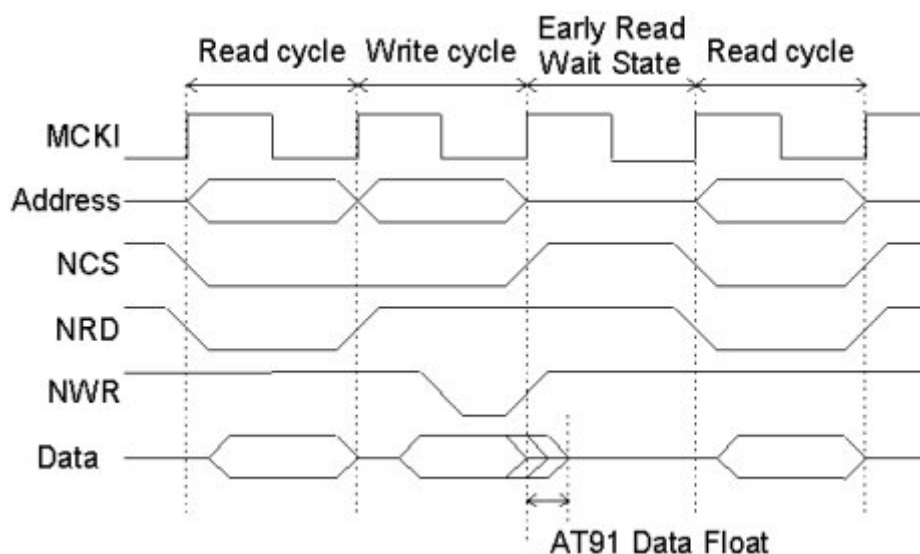 Read cycle
Write cycle
Early Read
Wait State
Read cycle
MCKI
Address
NCS
NRD
NWR
Data
AT91 Data Float